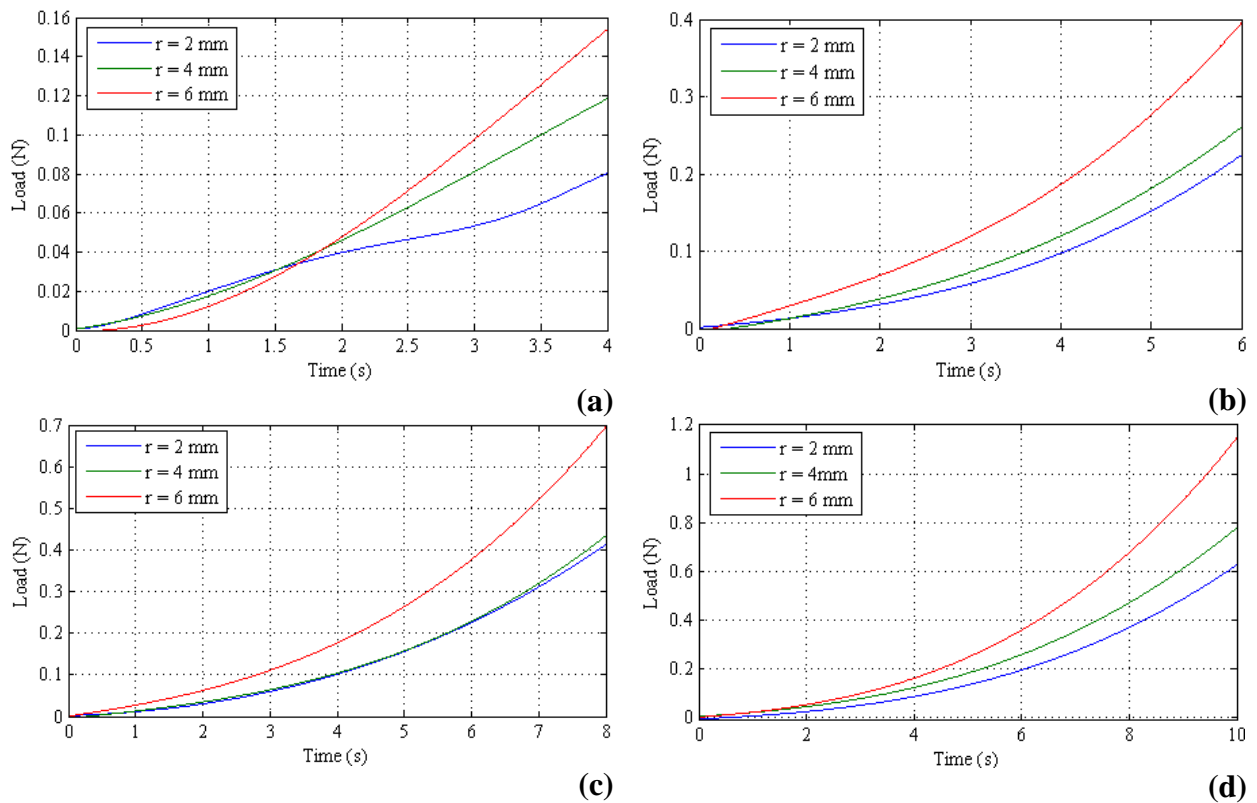 0.16
0.14
0.12
0.1
0.08
0.06
0.04
0.02
0
Load (N)
r = 2 mm
r = 4 mm
r = 6 mm
0 0.5 1 1.5 2 2.5 3 3.5 4
Time (s)
(a)
0.4
0.3
0.2
0.1
0
Load (N)
r = 2 mm
r = 4 mm
r = 6 mm
0 1 2 3 4 5 6
Time (s)
(b)
0.7
0.6
0.5
0.4
0.3
0.2
0.1
0
Load (N)
r = 2 mm
r = 4 mm
r = 6 mm
0 1 2 3 4 5 6 7 8
Time (s)
(c)
1.2
1
0.8
0.6
0.4
0.2
0
Load (N)
r = 2 mm
r = 4mm
r = 6 mm
0 2 4 6 8 10
Time (s)
(d)